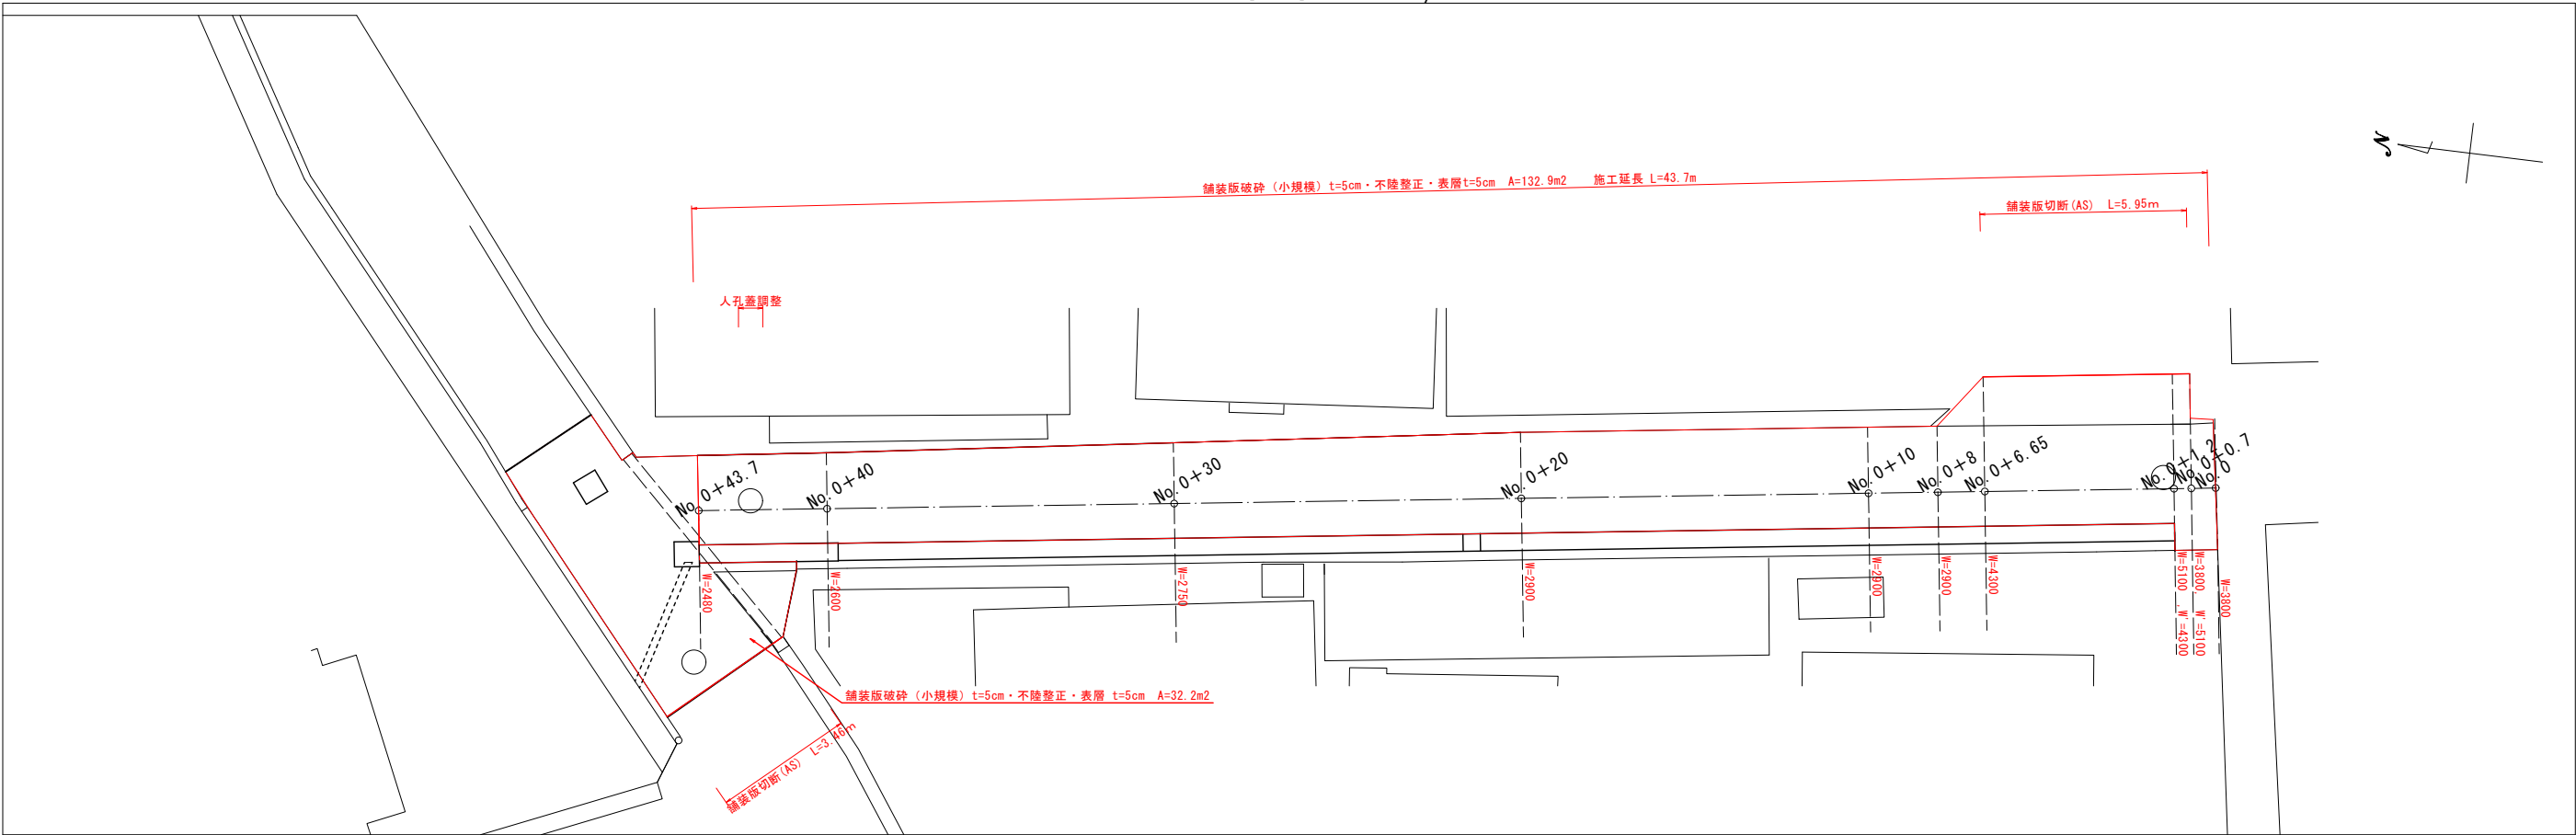 N
舗装版破砕（小規模）t=5cm・不陸整正・表層t=5cm　A=132.9m2　　施工延長 L=43.7m
舗装版切断(AS)　L=5.95m
人孔蓋調整
No.0+43.7
No.0+40
No.0+30
No.0+20
No.0+10
No.0+8
No.0+6.65
No.0+1.2
No.0+0.7
No.0
W=2480
W=2600
W=2750
W=2900
W=2900
W=2900
W=4300
W=5100 , W'=4300
W=3800, W'=5100
W=3800
舗装版破砕（小規模）t=5cm・不陸整正・表層 t=5cm　A=32.2m2
舗装版切断(AS)　L=3.46m